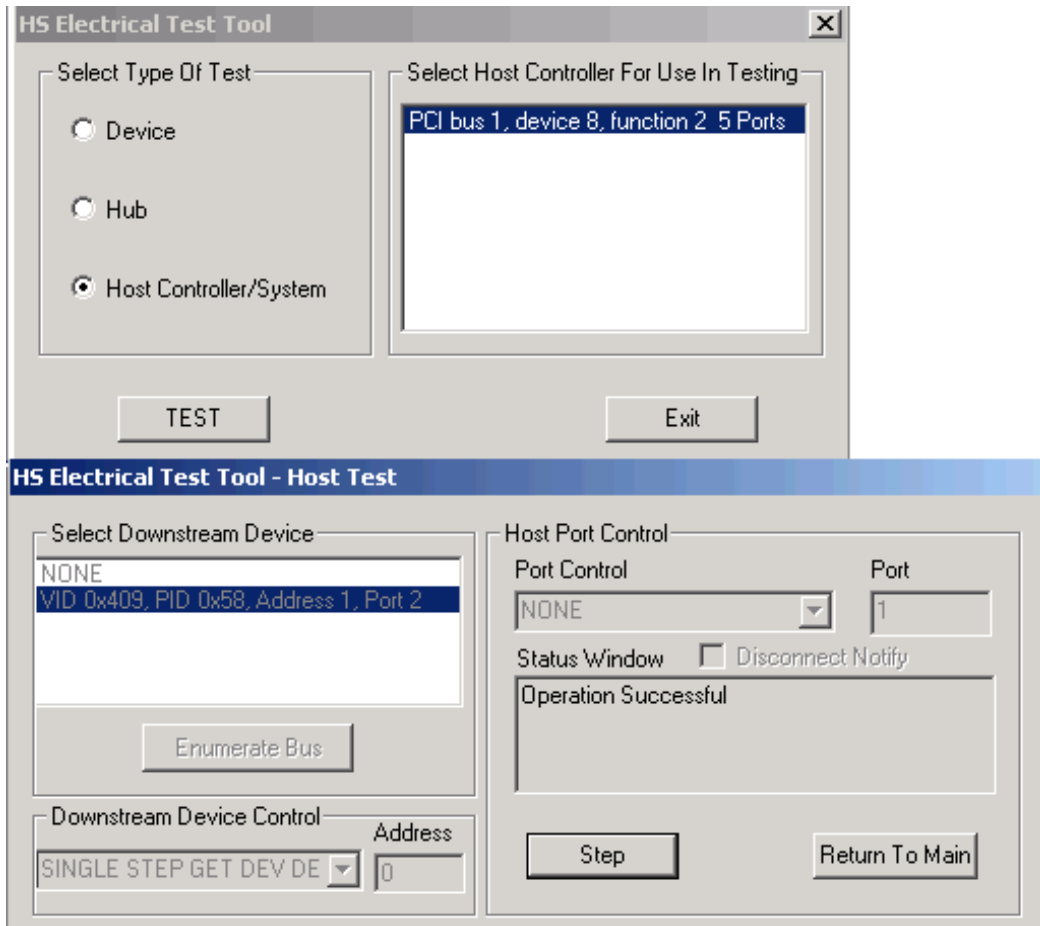 HS Electrical Test Tool
Select Type Of Test
Device
Hub
Host Controller/System
Select Host Controller For Use In Testing
PCI bus 1, device 8, function 2 5 Ports
TEST
Exit
HS Electrical Test Tool - Host Test
Select Downstream Device
NONE
VID 0x409, PID 0x58, Address 1, Port 2
Enumerate Bus
Downstream Device Control
Address
SINGLE STEP GET DEV DE
0
Host Port Control
Port Control
Port
NONE
1
Status Window
Disconnect Notify
Operation Successful
Step
Return To Main